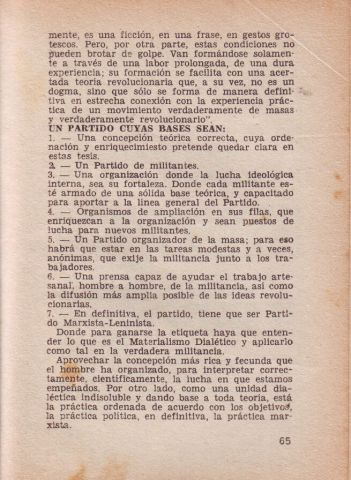 mente, es una ficción, en una frase, en gestos gro-
tescos. Pero, por otra parte, estas condiciones no
pueden brotar de golpe. Van formándose solamen-
te a través de una labor prolongada, de una dura
experiencia; su formación se facilita con una acer-
tada teoría revolucionaria que, a su vez, no es un
dogma, sino que sólo se forma de manera defini-
tiva en estrecha conexión con la experiencia prác-
tica de un movimiento verdaderamente de masas
y verdaderamente revolucionario".
UN PARTIDO CUYAS BASES SEAN:
1. — Una concepción teórica correcta, cuya orde-
nación y enriquecimiento pretende quedar clara en
estas tesis.
2. — Un Partido de militantes.
3. — Una organización donde la lucha ideológica
interna, sea su fortaleza. Donde cada militante es-
té armado de una sólida base teórica, y capacitado
para aportar a la línea general del Partido.
4. — Organismos de ampliación en sus filas, que
enriquezcan a la organización y sean puestos de
lucha para nuevos militantes.
5. — Un Partido organizador de la masa; para eso
habrá que estar en las tareas modestas y a veces,
anónimas, que exije la militancia junto a los tra-
bajadores.
6. — Una prensa capaz de ayudar el trabajo arte-
sanal, hombre a hombre, de la militancia, así como
la difusión más amplia posible de las ideas revolu-
cionarias.
7. — En definitiva, el partido, tiene que ser Parti-
do Marxista-Leninista.
Donde para ganarse la etiqueta haya que enten-
der lo que es el Materialismo Dialético y aplicarlo
como tal en la verdadera militancia.
Aprovechar la concepción más rica y fecunda que
el hombre ha organizado, para interpretar correc-
tamente, científicamente, la lucha en que estamos
empeñados. Por otro lado, como una unidad dia-
léctica indisoluble y dando base a toda teoría, está
la práctica ordenada de acuerdo con los objetivos,
la práctica política, en definitiva, la práctica mar-
xista.
65